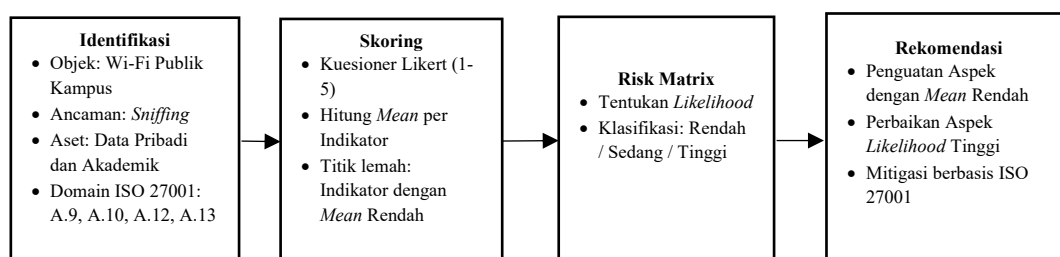 Identifikasi
• Objek: Wi-Fi Publik
Kampus
• Ancaman: Sniffing
• Aset: Data Pribadi
dan Akademik
• Domain ISO 27001:
A.9, A.10, A.12, A.13
Skoring
• Kuesioner Likert (1-
5)
• Hitung Mean per
Indikator
• Titik lemah:
Indikator dengan
Mean Rendah
Risk Matrix
• Tentukan Likelihood
• Klasifikasi: Rendah
/ Sedang / Tinggi
Rekomendasi
• Penguatan Aspek
dengan Mean Rendah
• Perbaikan Aspek
Likelihood Tinggi
• Mitigasi berbasis ISO
27001